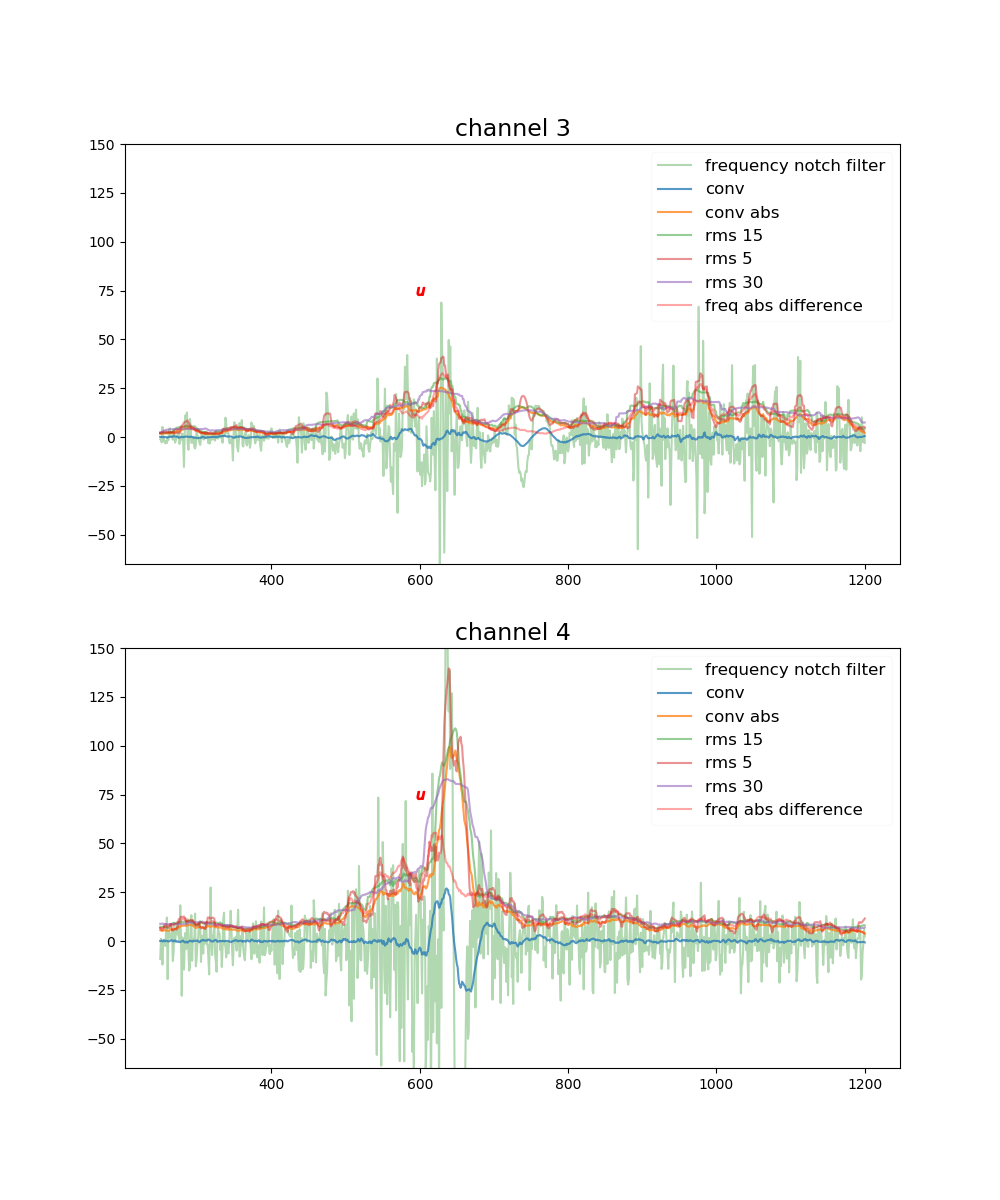 channel 3
150
125
100
75
50
25
0
−25
−50
frequency notch filter
conv
conv abs
rms 15
rms 5
rms 30
freq abs difference
u
400 600 800 1000 1200
channel 4
150
125
100
75
50
25
0
−25
−50
frequency notch filter
conv
conv abs
rms 15
rms 5
rms 30
freq abs difference
u
400 600 800 1000 1200